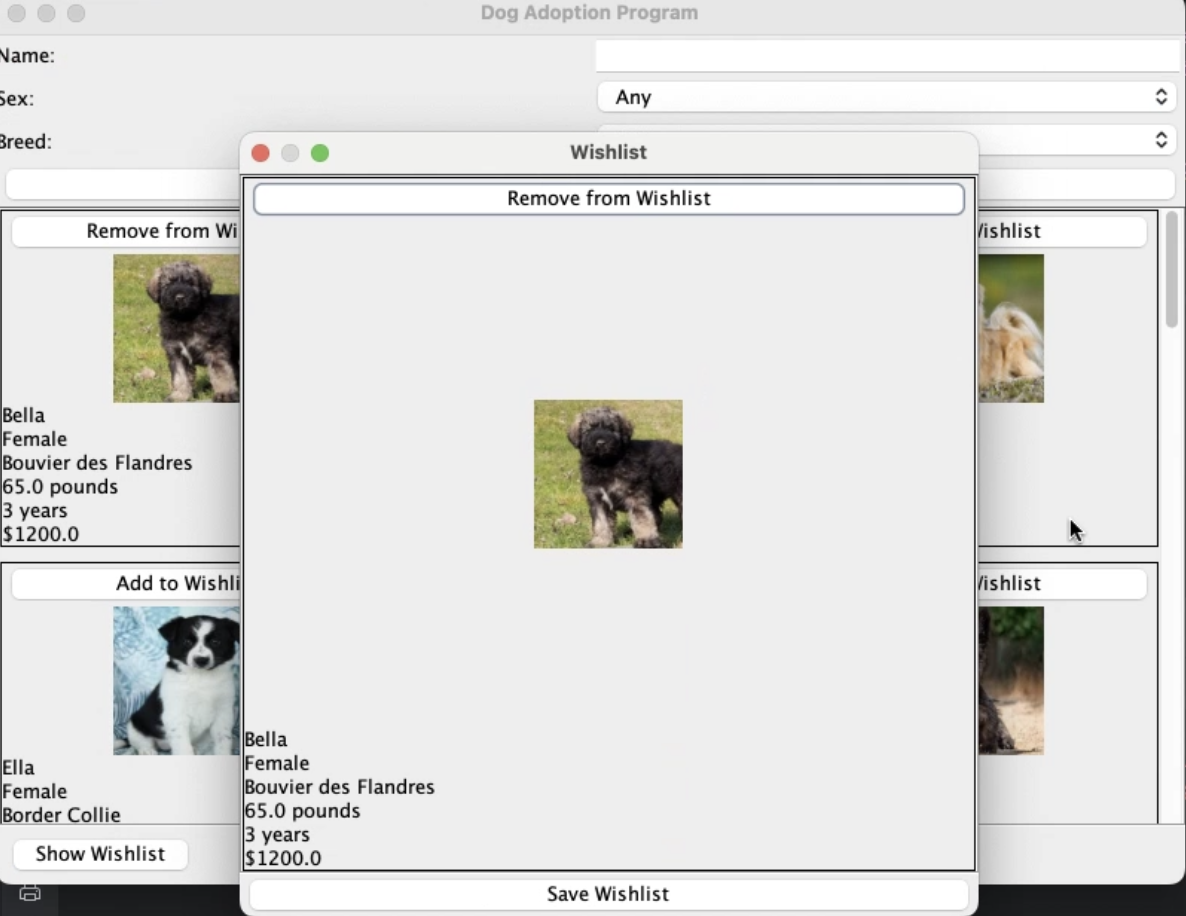 Dog Adoption Program
Name:
Sex:
Any
Breed:
Wishlist
Remove from Wishlist
Remove from Wi
Wishlist
Bella
Female
Bouvier des Flandres
65.0 pounds
3 years
$1200.0
Add to Wishli
Wishlist
Ella
Female
Border Collie
Bella
Female
Bouvier des Flandres
65.0 pounds
3 years
$1200.0
Show Wishlist
Save Wishlist